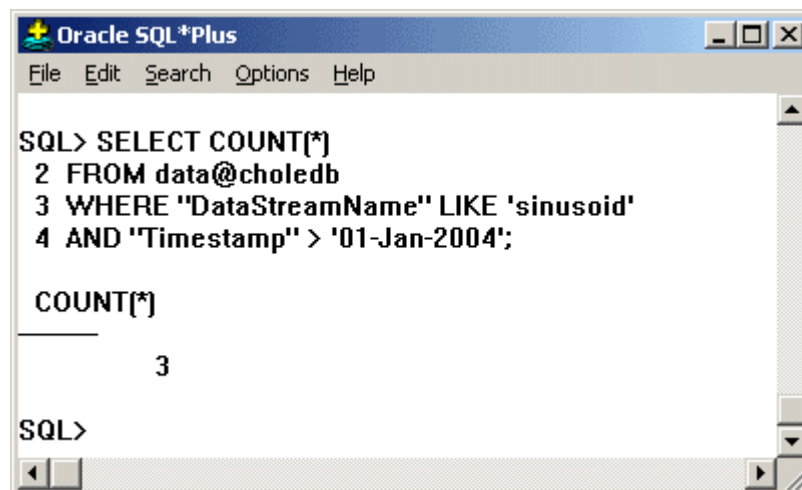 Oracle SQL*Plus
File Edit Search Options Help
SQL> SELECT COUNT(*)
2 FROM data@choledb
3 WHERE "DataStreamName" LIKE 'sinusoid'
4 AND "Timestamp" > '01-Jan-2004';
COUNT(*)
3
SQL>